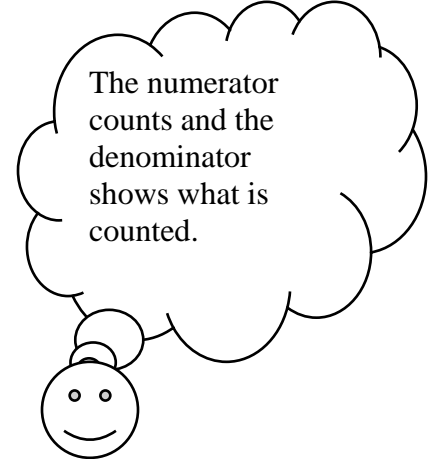 The numerator
counts and the
denominator
shows what is
counted.